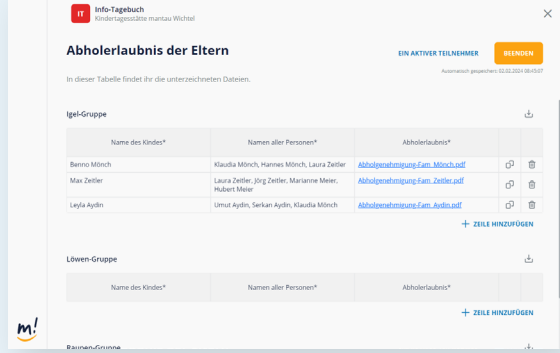 IT
Info-Tagebuch
Kindertagesstätte mantau Wichtel
Abholerlaubnis der Eltern
EIN AKTIVER TEILNEHMER
BEENDEN
Automatisch gespeichert: 02.02.2024 08:45:07
In dieser Tabelle findet ihr die unterzeichneten Dateien.
Igel-Gruppe
Name des Kindes* Namen aller Personen* Abholerlaubnis*
Benno Mönch Klaudia Mönch, Hannes Mönch, Laura Zeitler Abholgenehmigung-Fam_Mönch.pdf
Max Zeitler Laura Zeitler, Jörg Zeitler, Marianne Meier, Abholgenehmigung-Fam_Zeitler.pdf
Hubert Meier
Leyla Aydin Umut Aydin, Serkan Aydin, Klaudia Mönch Abholgenehmigung-Fam_Aydin.pdf
+ ZEILE HINZUFÜGEN
Löwen-Gruppe
Name des Kindes* Namen aller Personen* Abholerlaubnis*
+ ZEILE HINZUFÜGEN
m!
Raupen-Gruppe